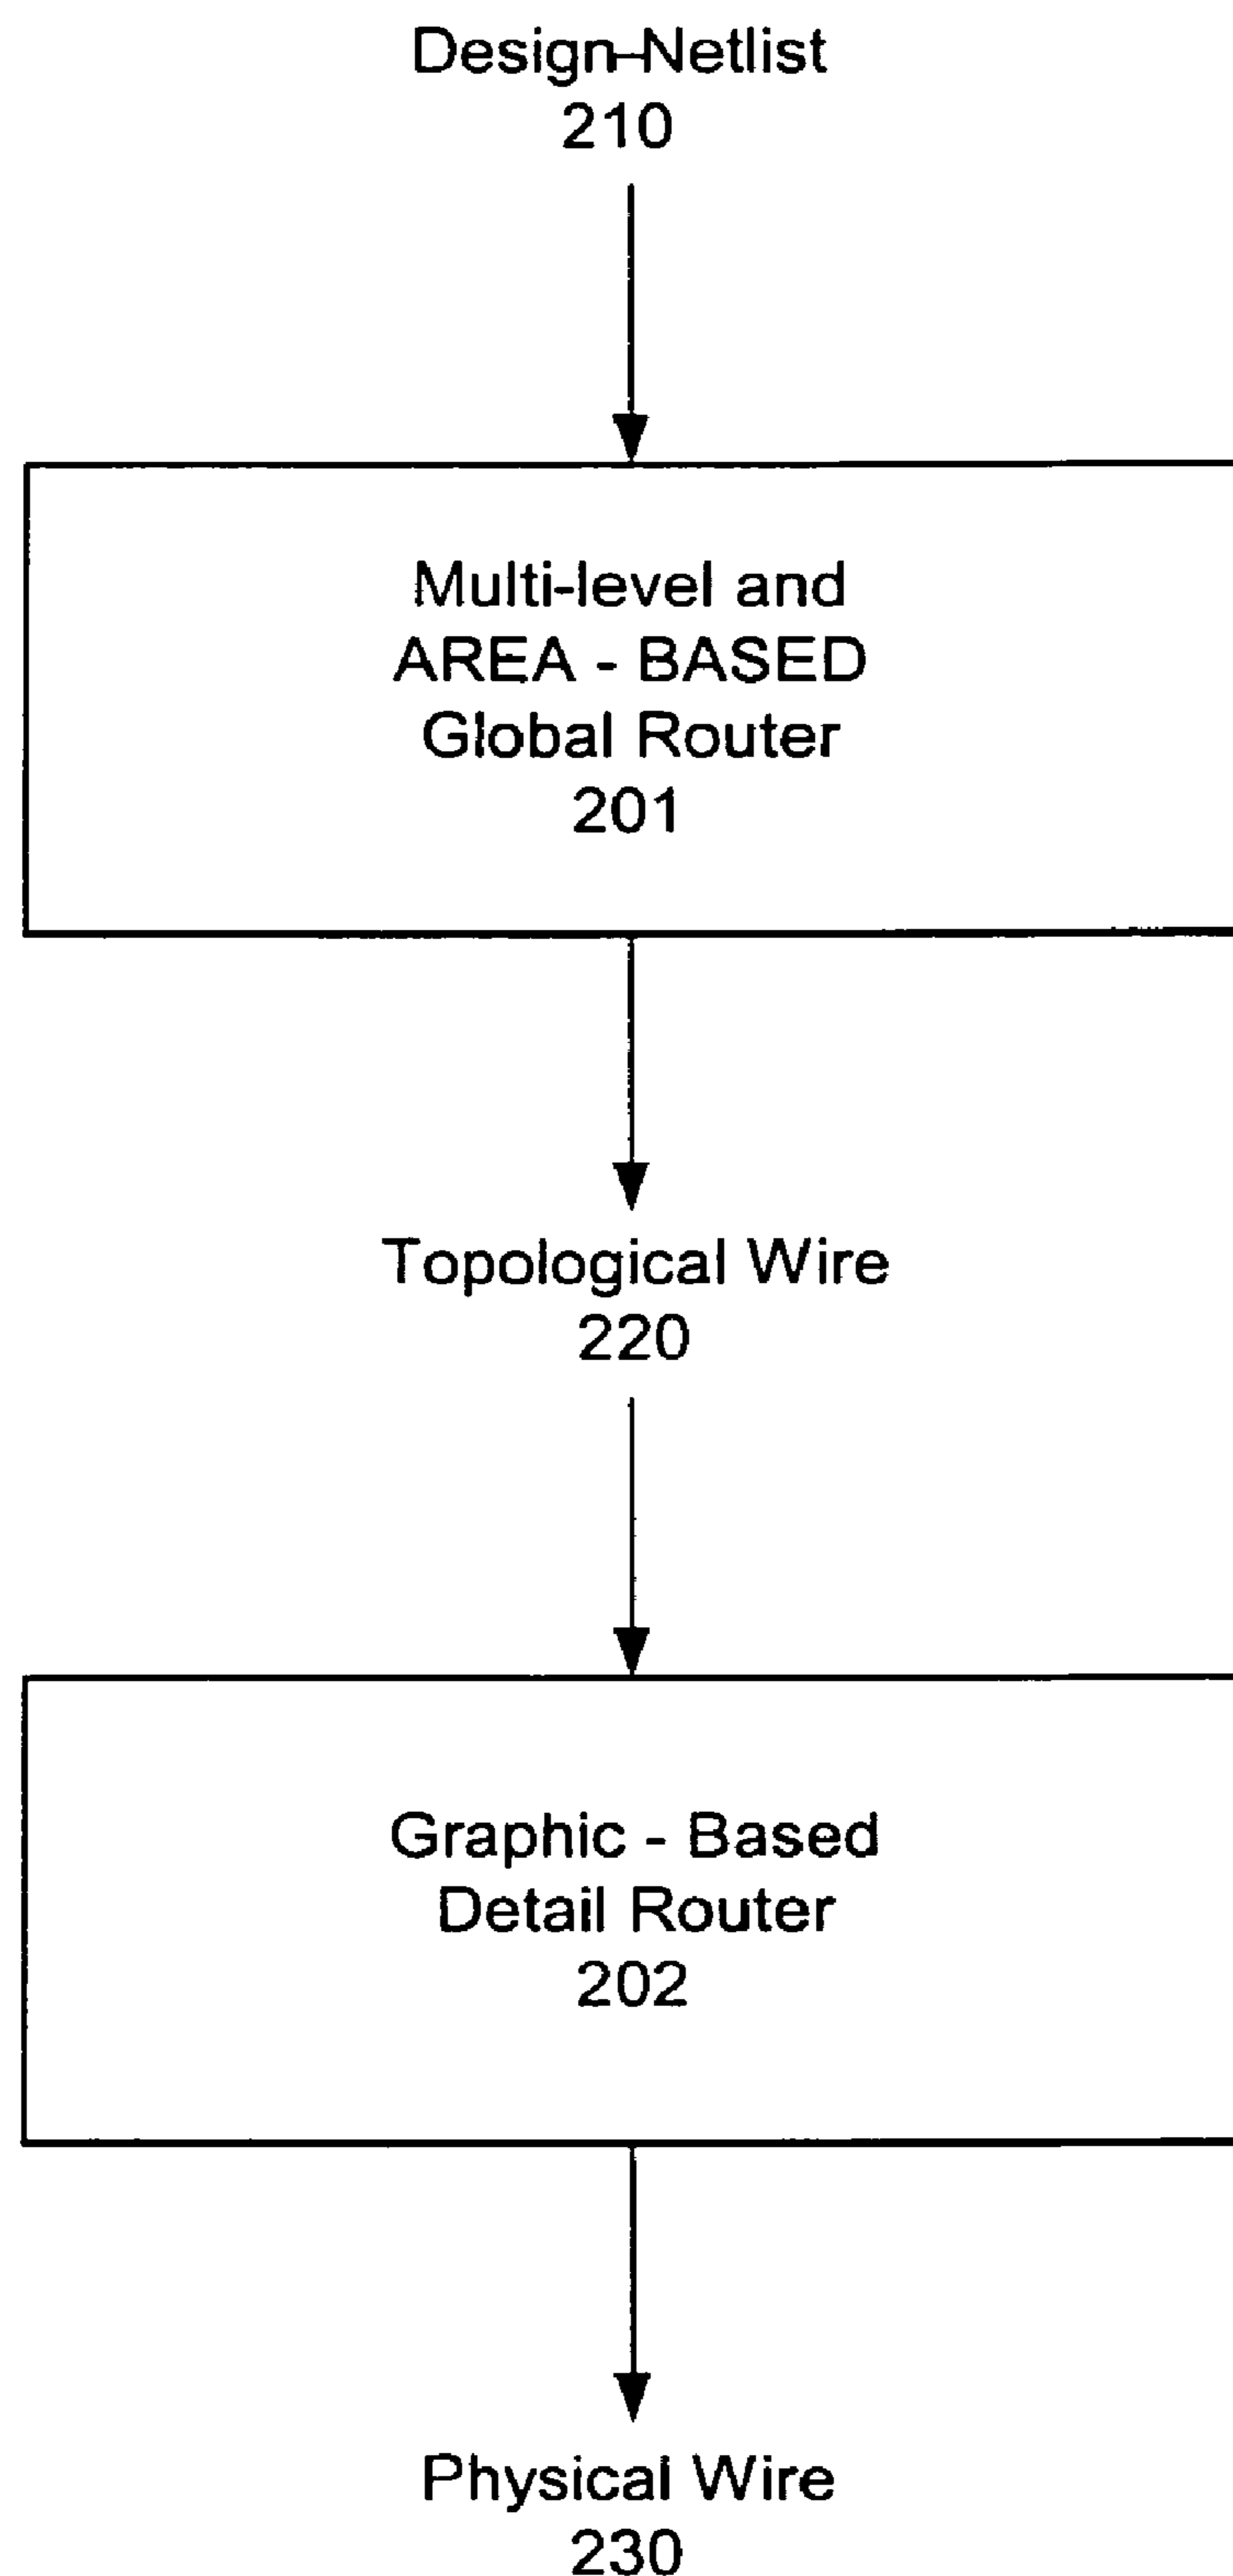 Design-Netlist
210
Multi-level and
AREA - BASED
Global Router
201
Topological Wire
220
Graphic - Based
Detail Router
202
Physical Wire
230